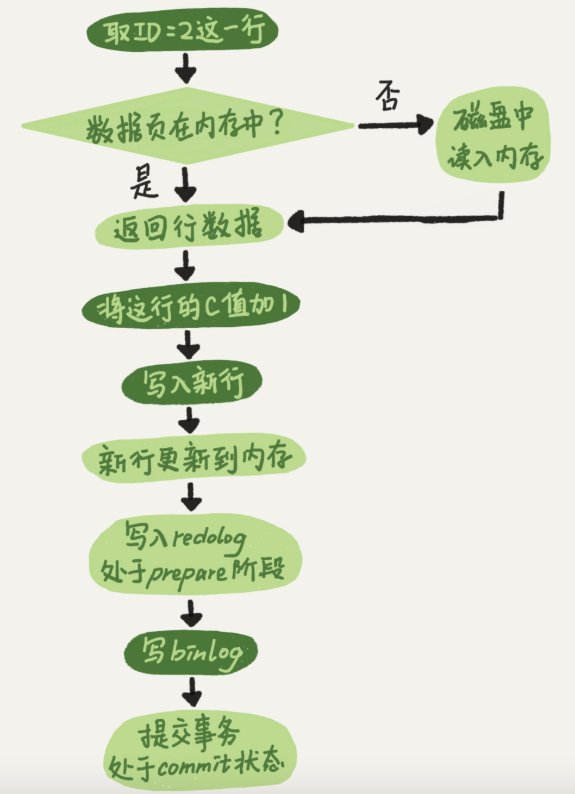 取ID=2这一行
数据页在内存中?
否
磁盘中
读入内存
是
返回行数据
将这行的C值加1
写入新行
新行更新到内存
写入redolog
处于prepare阶段
写binlog
提交事务
处于commit状态